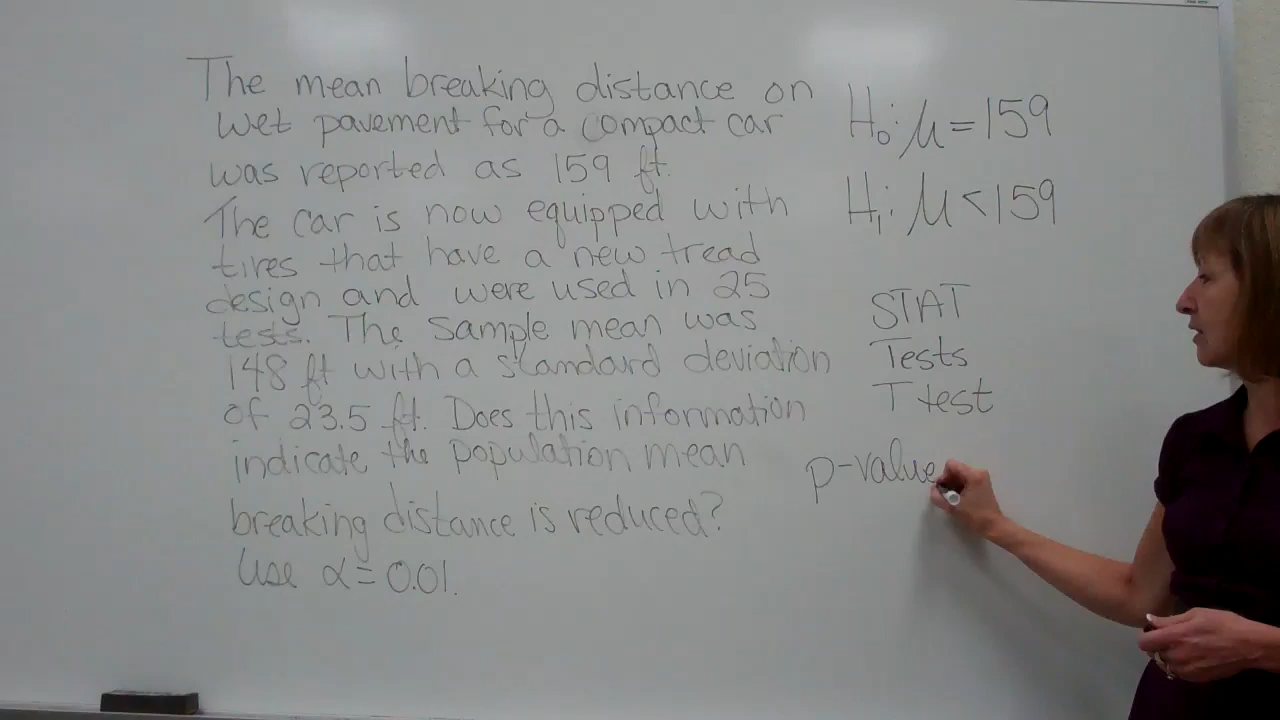 The mean breaking distance on
wet pavement for a compact car
was reported as 159 ft.
The car is now equipped with
tires that have a new tread
design and were used in 25
tests. The sample mean was
148 ft with a standard deviation
of 23.5 ft. Does this information
indicate the population mean
breaking distance is reduced?
Use α = 0.01.
H₀: μ = 159
H₁: μ < 159
STAT
Tests
T test
p-value